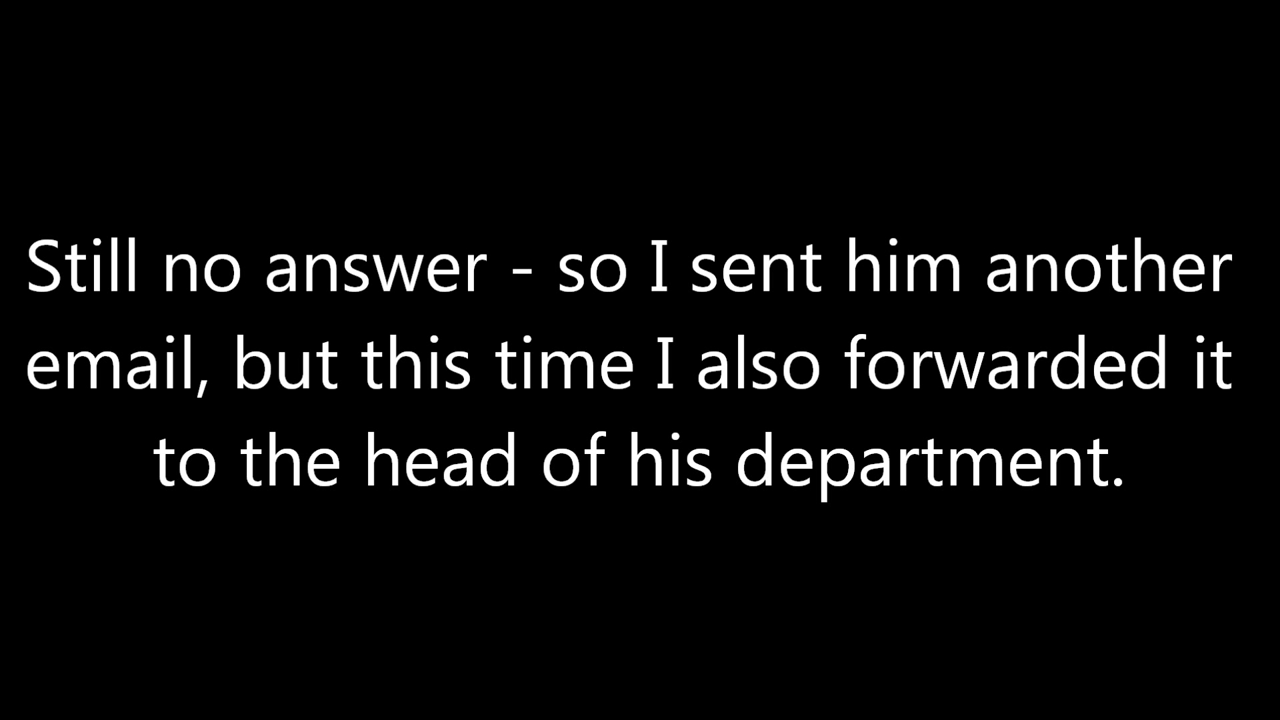 Still no answer - so I sent him another
email, but this time I also forwarded it
to the head of his department.